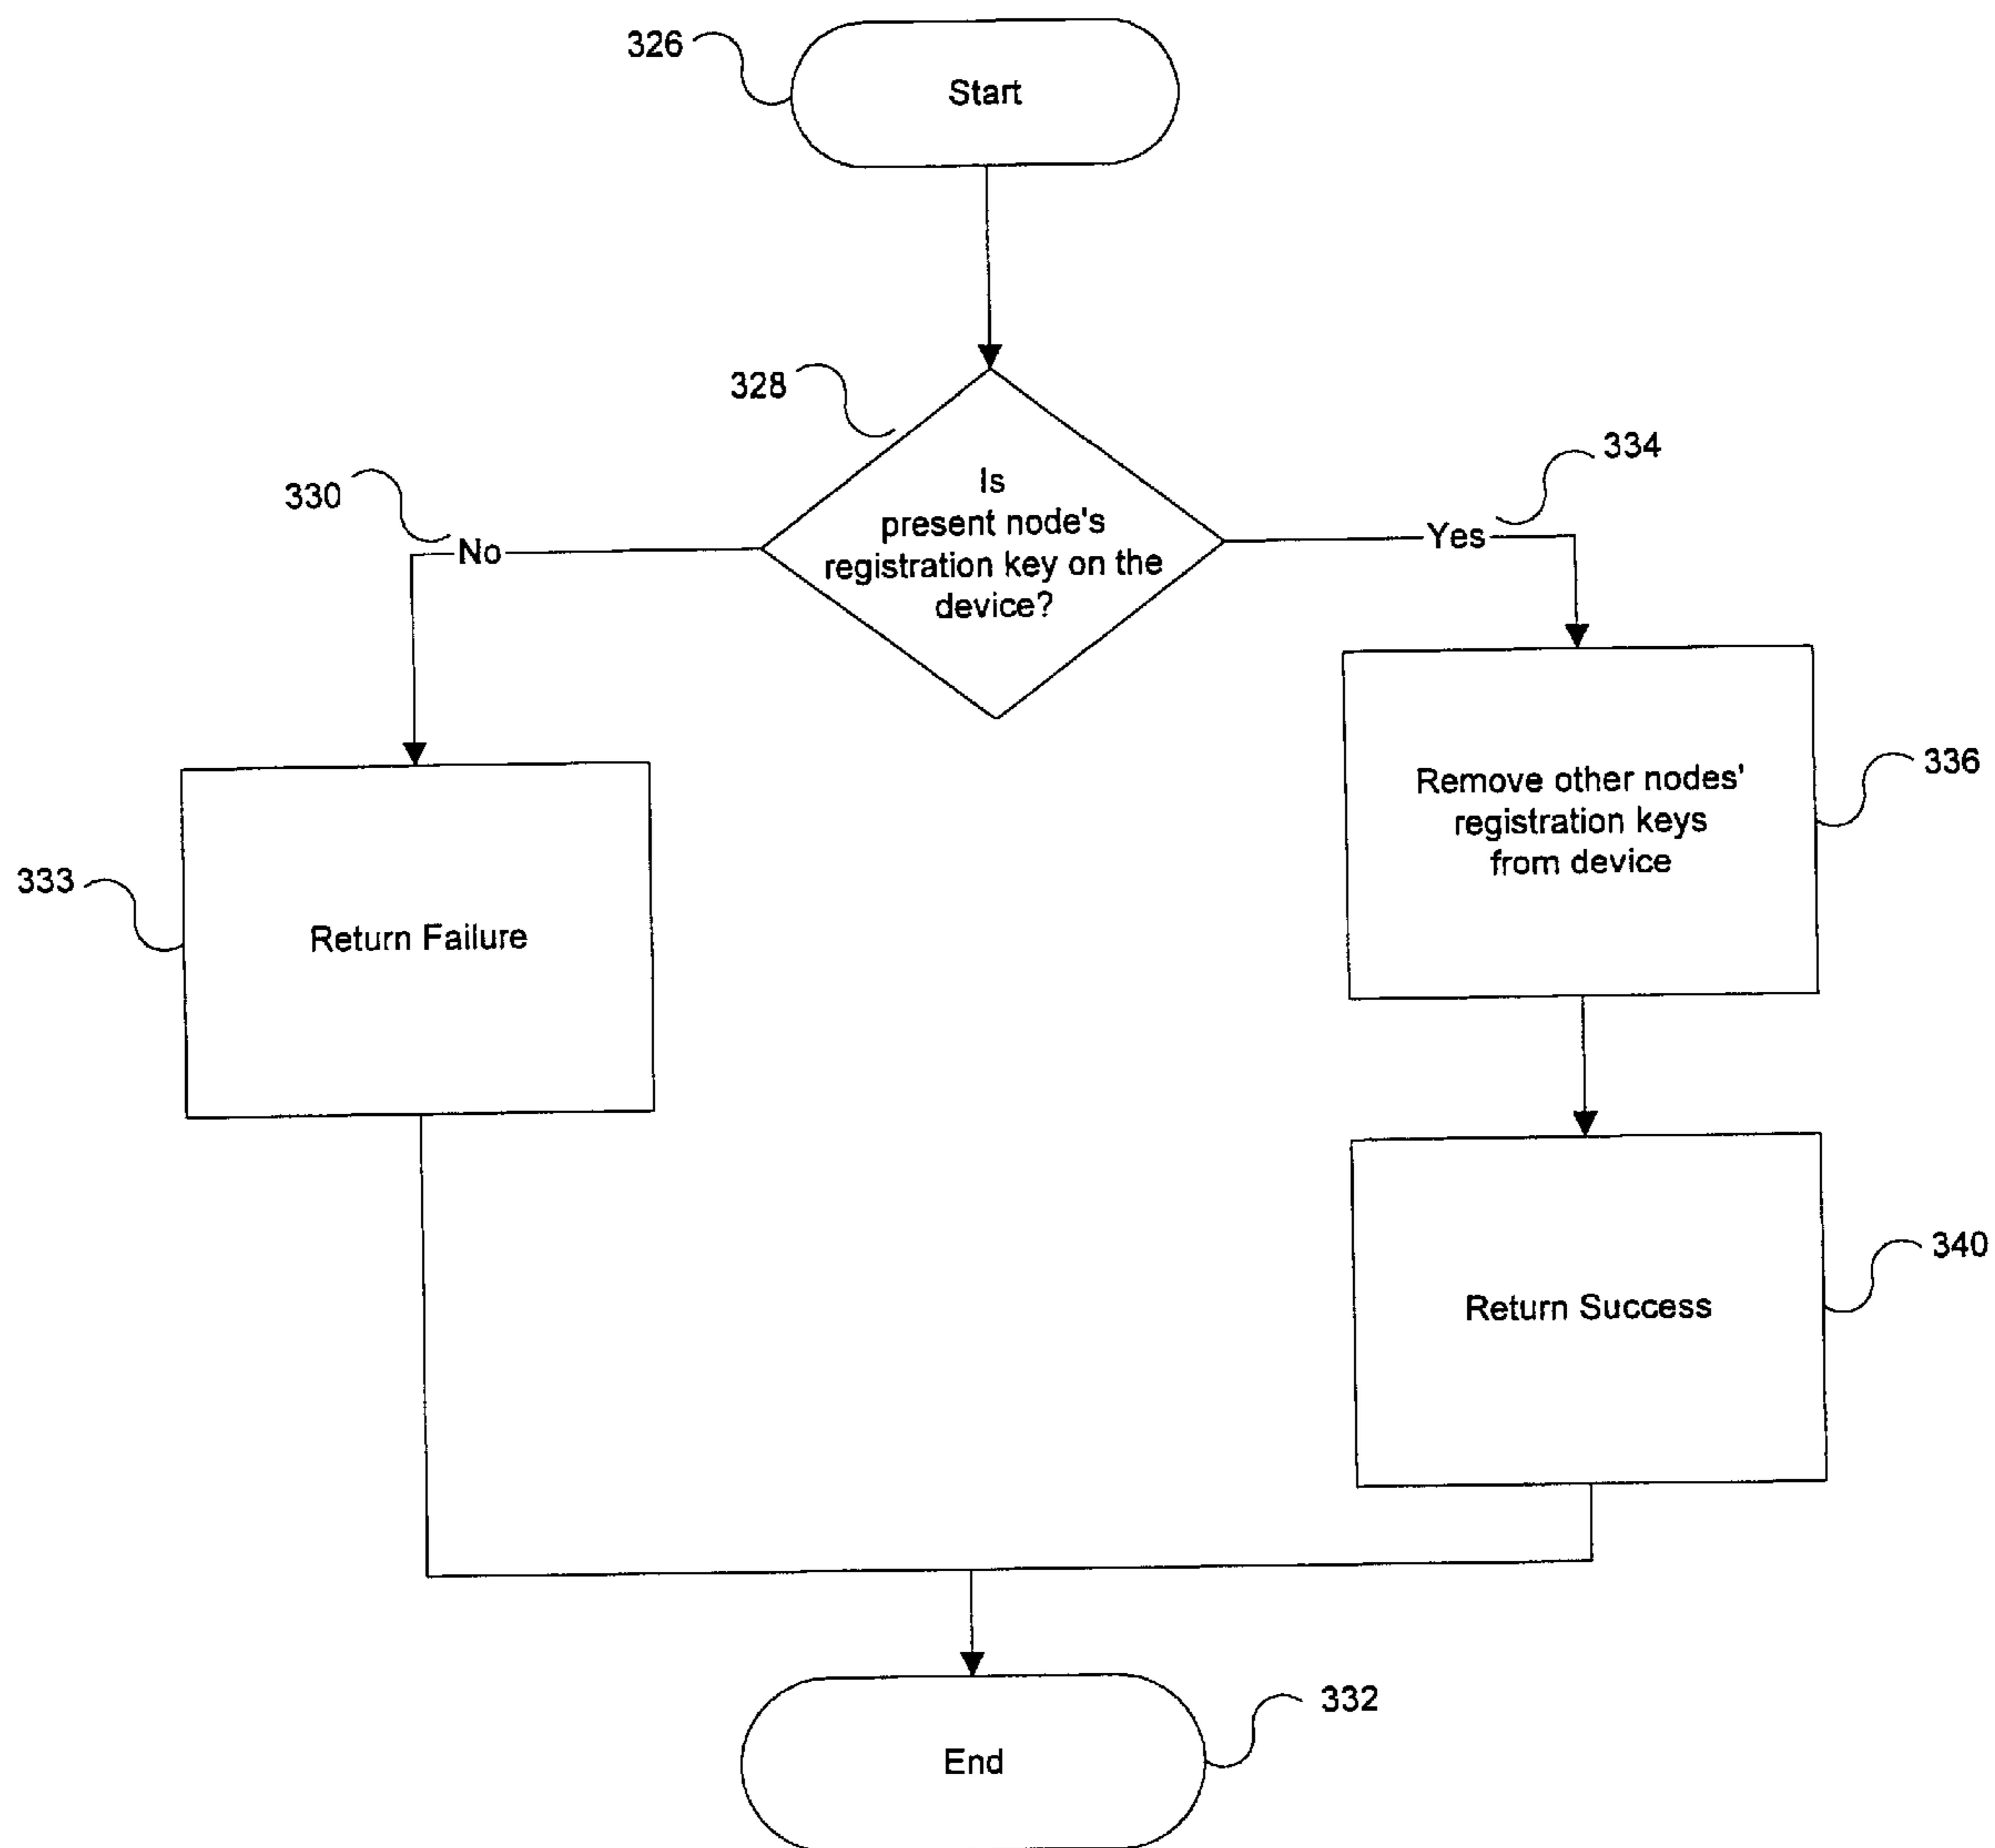 326
Start
328
Is
present node's
registration key on the
device?
330
No
334
Yes
Remove other nodes'
registration keys
from device
336
333
Return Failure
340
Return Success
332
End